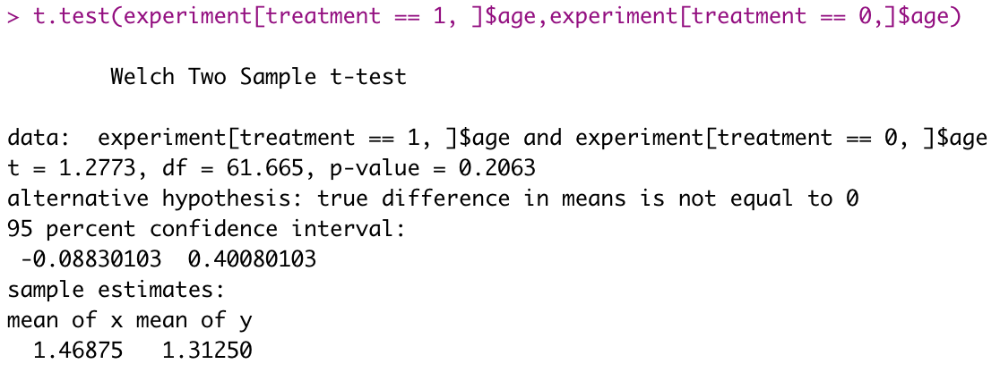 > t.test(experiment[treatment == 1, ]$age,experiment[treatment == 0,]$age)
Welch Two Sample t-test
data:  experiment[treatment == 1, ]$age and experiment[treatment == 0, ]$age
t = 1.2773, df = 61.665, p-value = 0.2063
alternative hypothesis: true difference in means is not equal to 0
95 percent confidence interval:
 -0.08830103  0.40080103
sample estimates:
mean of x mean of y
  1.46875   1.31250